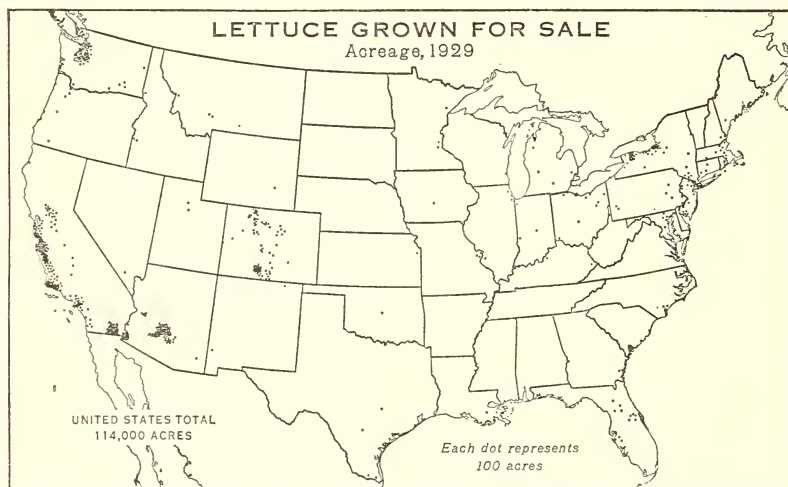 LETTUCE GROWN FOR SALE
Acreage, 1929
UNITED STATES TOTAL
114,000 ACRES
Each dot represents
100 acres